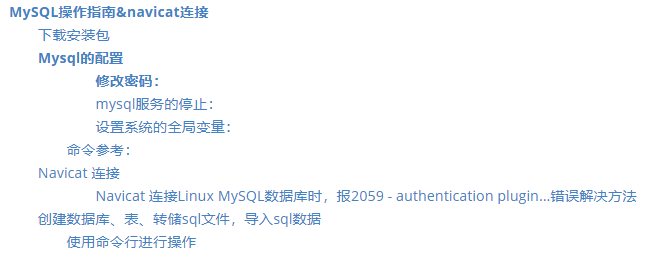 MySQL操作指南&navicat连接
下载安装包
Mysql的配置
修改密码：
mysql服务的停止：
设置系统的全局变量：
命令参考：
Navicat 连接
Navicat 连接Linux MySQL数据库时，报2059 - authentication plugin...错误解决方法
创建数据库、表、转储sql文件，导入sql数据
使用命令行进行操作